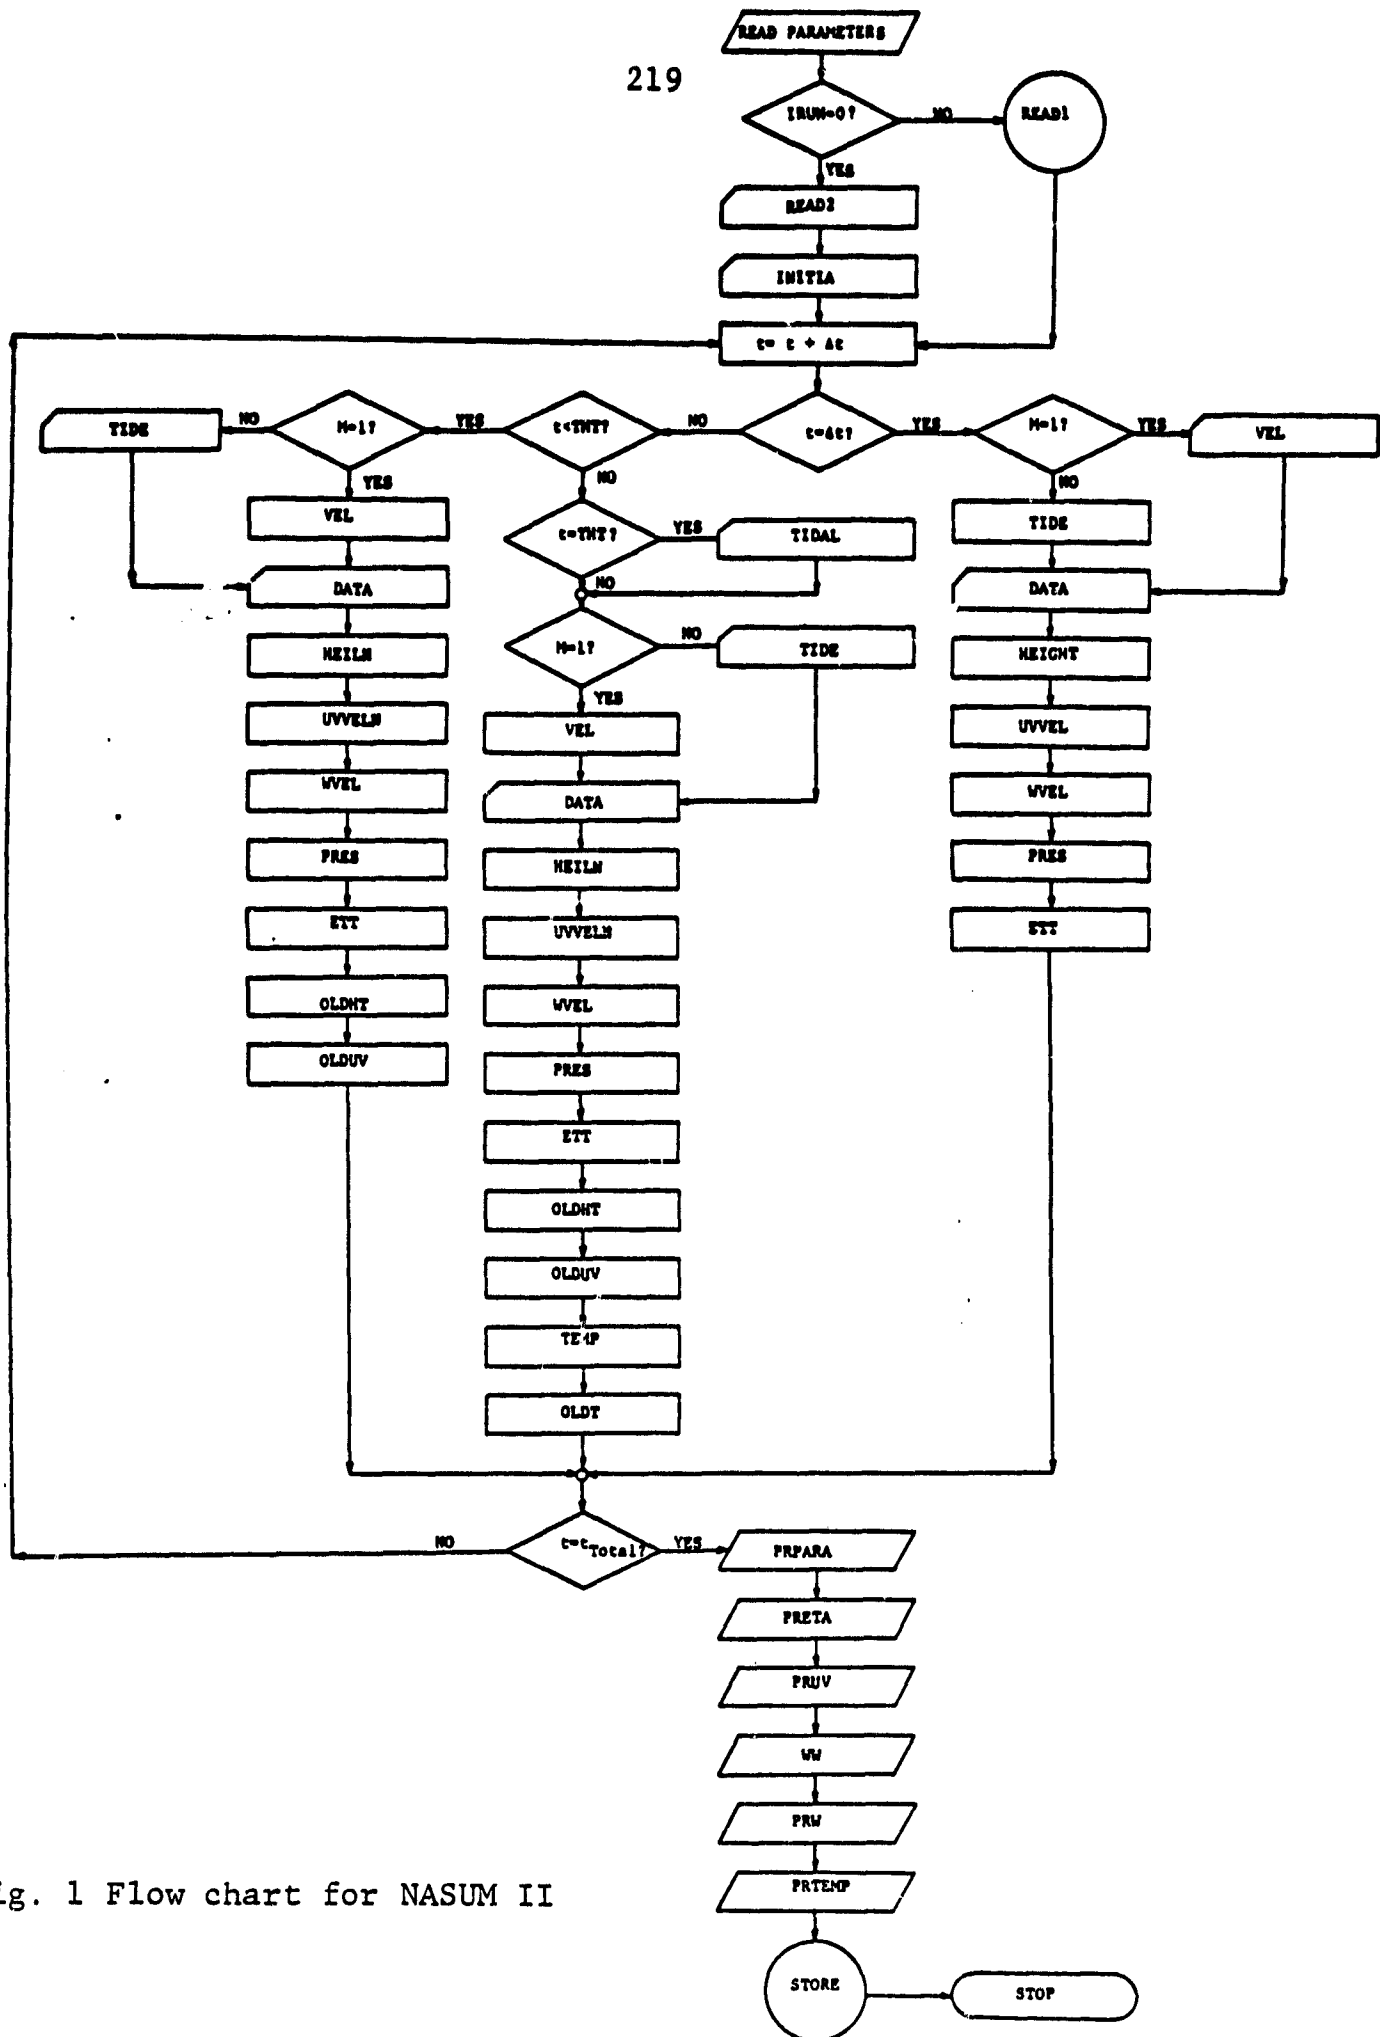 READ PARAMETERS
219
IRUN=0?
NO
READ1
YES
READ2
INITIA
t= t + Δt
TIDE
NO
M=1?
YES
t<TNT?
NO
t=Δt?
YES
M=1?
YES
VEL
YES
VEL
NO
t=TNT?
YES
TIDAL
NO
TIDE
DATA
NO
DATA
HEILN
M=1?
NO
TIDE
HEIGHT
UVVELN
YES
VEL
UVVEL
WVEL
DATA
WVEL
PRES
HEILN
PRES
ETT
UVVELN
ETT
OLDHT
WVEL
OLDUV
PRES
ETT
OLDHT
OLDUV
TEMP
OLDT
NO
t=tTotal?
YES
PRPARA
PRETA
PRUV
WW
PRW
PRTEMP
ig. 1 Flow chart for NASUM II
STORE
STOP